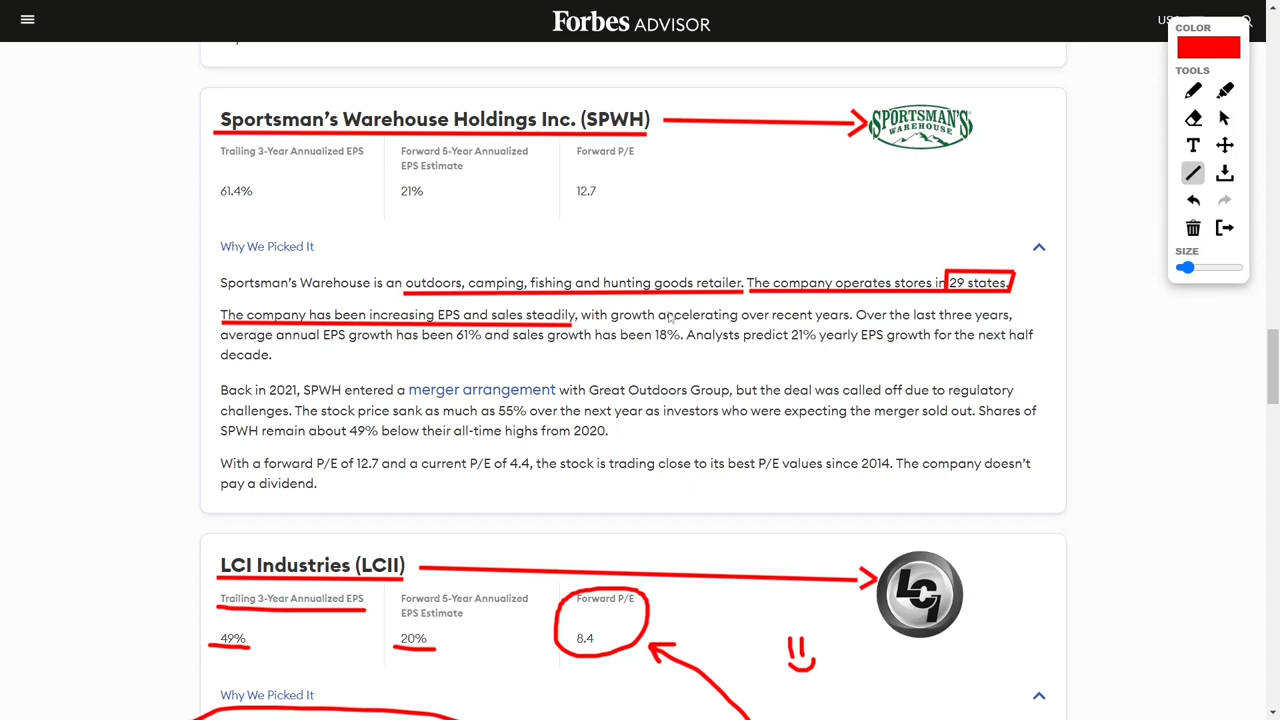 Forbes ADVISOR
US
COLOR
TOOLS
T
SIZE
Sportsman's Warehouse Holdings Inc. (SPWH)
SPORTSMAN'S
WAREHOUSE
Trailing 3-Year Annualized EPS
61.4%
Forward 5-Year Annualized
EPS Estimate
21%
Forward P/E
12.7
Why We Picked It
Sportsman's Warehouse is an outdoors, camping, fishing and hunting goods retailer. The company operates stores in 29 states.
The company has been increasing EPS and sales steadily, with growth accelerating over recent years. Over the last three years,
average annual EPS growth has been 61% and sales growth has been 18%. Analysts predict 21% yearly EPS growth for the next half
decade.
Back in 2021, SPWH entered a merger arrangement with Great Outdoors Group, but the deal was called off due to regulatory
challenges. The stock price sank as much as 55% over the next year as investors who were expecting the merger sold out. Shares of
SPWH remain about 49% below their all-time highs from 2020.
With a forward P/E of 12.7 and a current P/E of 4.4, the stock is trading close to its best P/E values since 2014. The company doesn't
pay a dividend.
LCI Industries (LCII)
LCI
Trailing 3-Year Annualized EPS
49%
Forward 5-Year Annualized
EPS Estimate
20%
Forward P/E
8.4
Why We Picked It